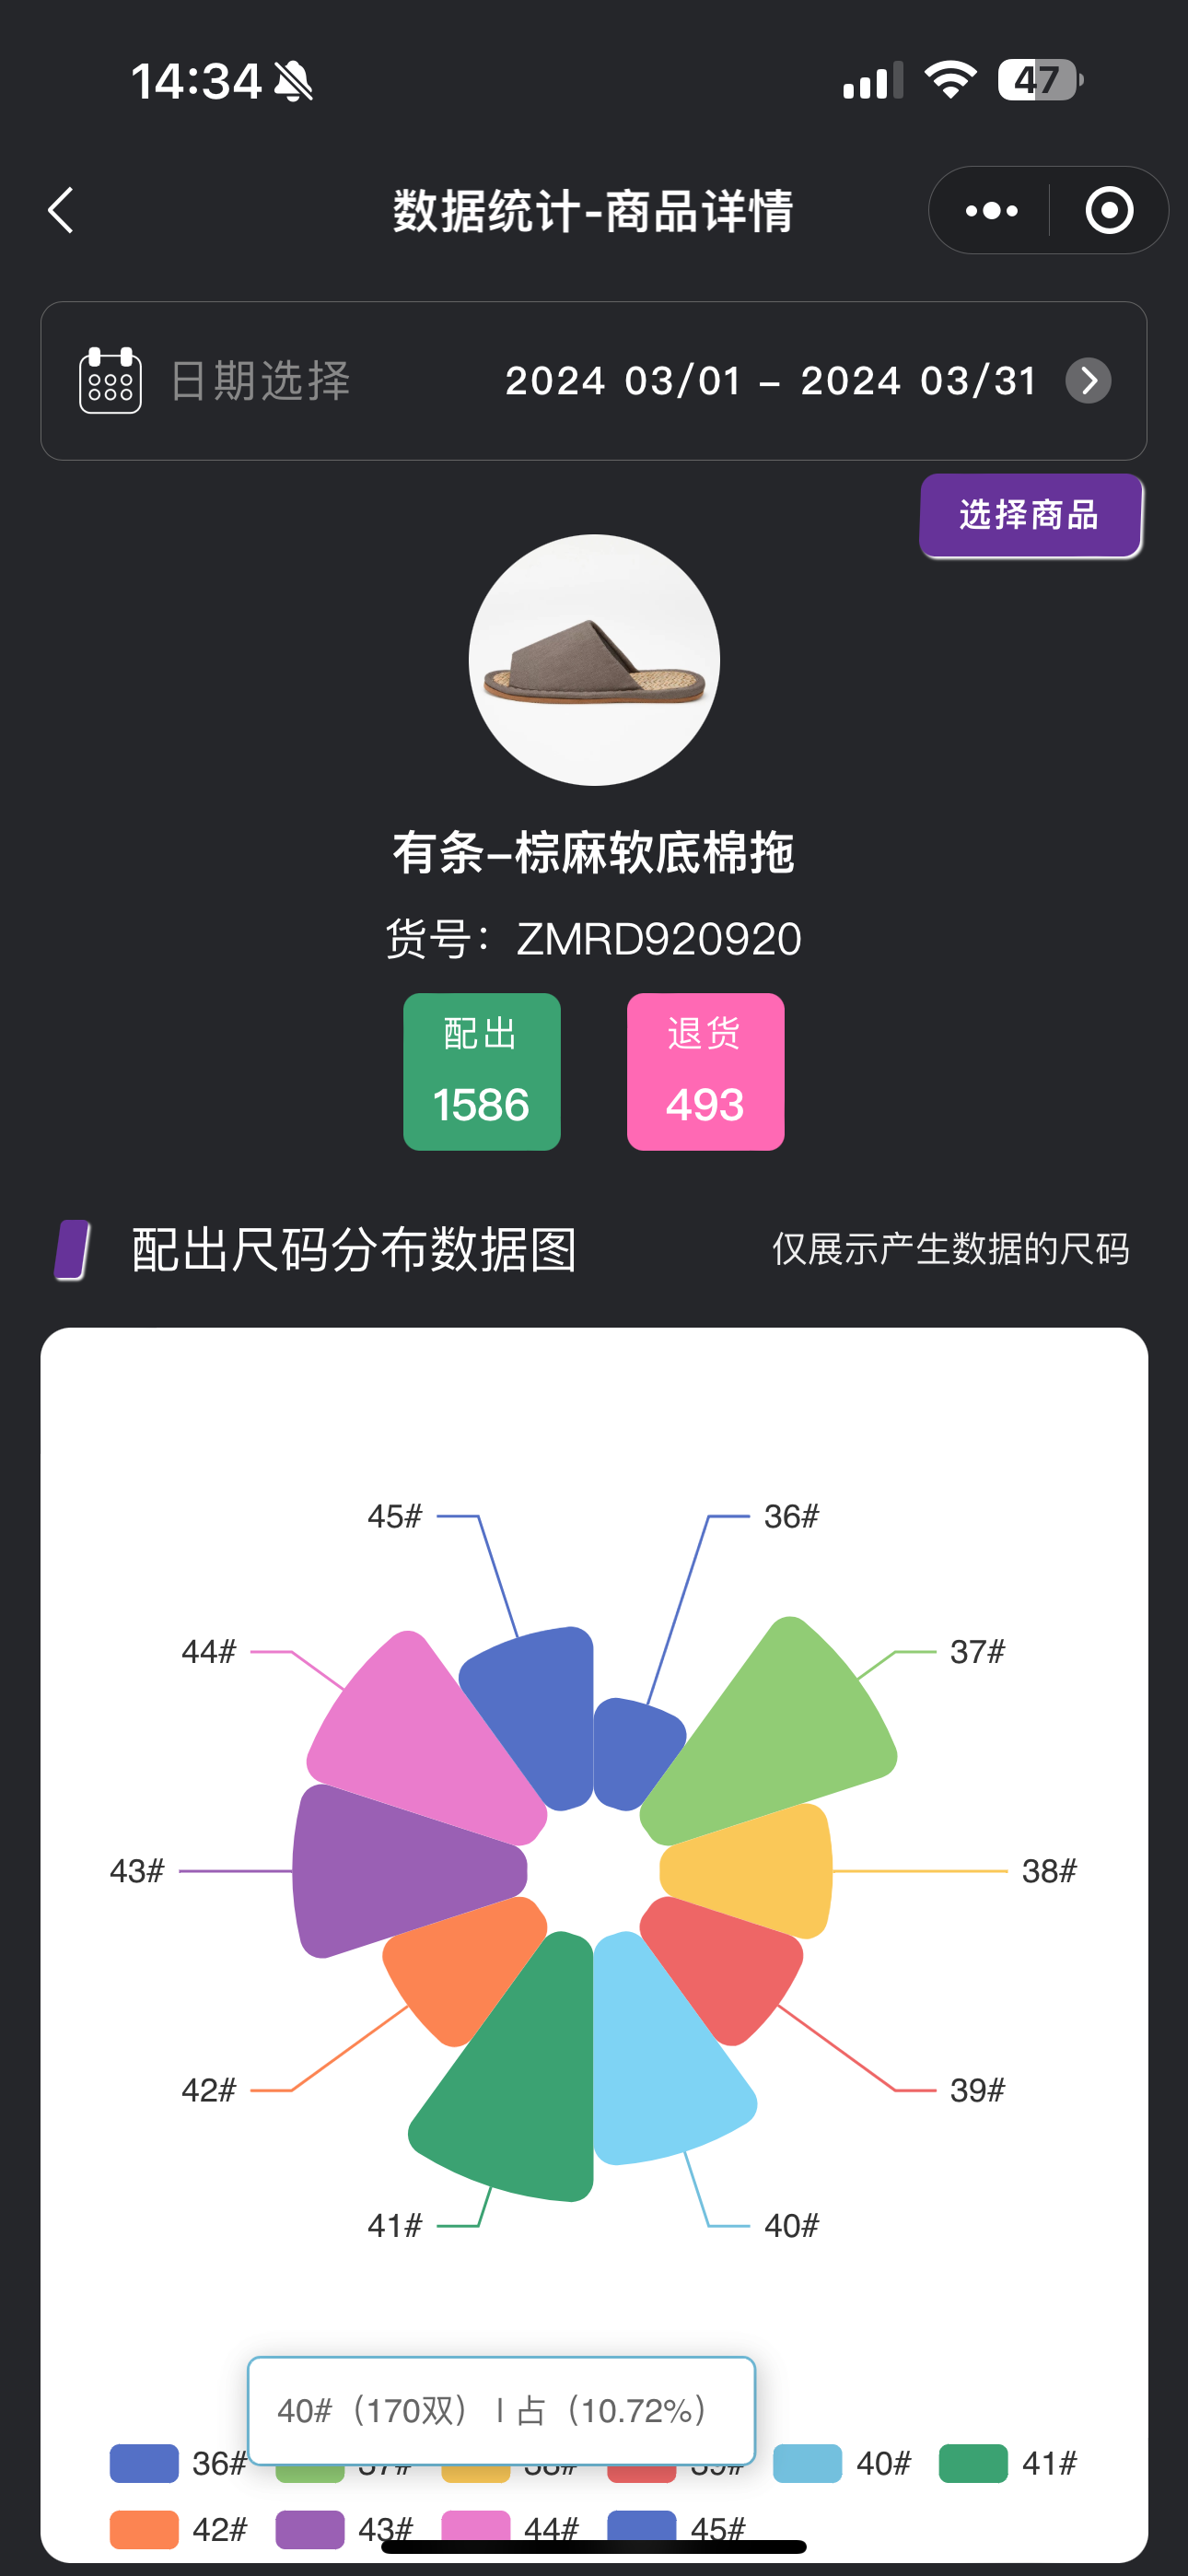 14:34
47
数据统计-商品详情
日期选择 2024 03/01 – 2024 03/31
选择商品
有条–棕麻软底棉拖
货号：ZMRD920920
配出 退货
1586 493
配出尺码分布数据图 仅展示产生数据的尺码
45# 36#
44# 37#
43# 38#
42# 39#
41# 40#
40#（170双）| 占（10.72%）
36# 37# 38# 39# 40# 41#
42# 43# 44# 45#